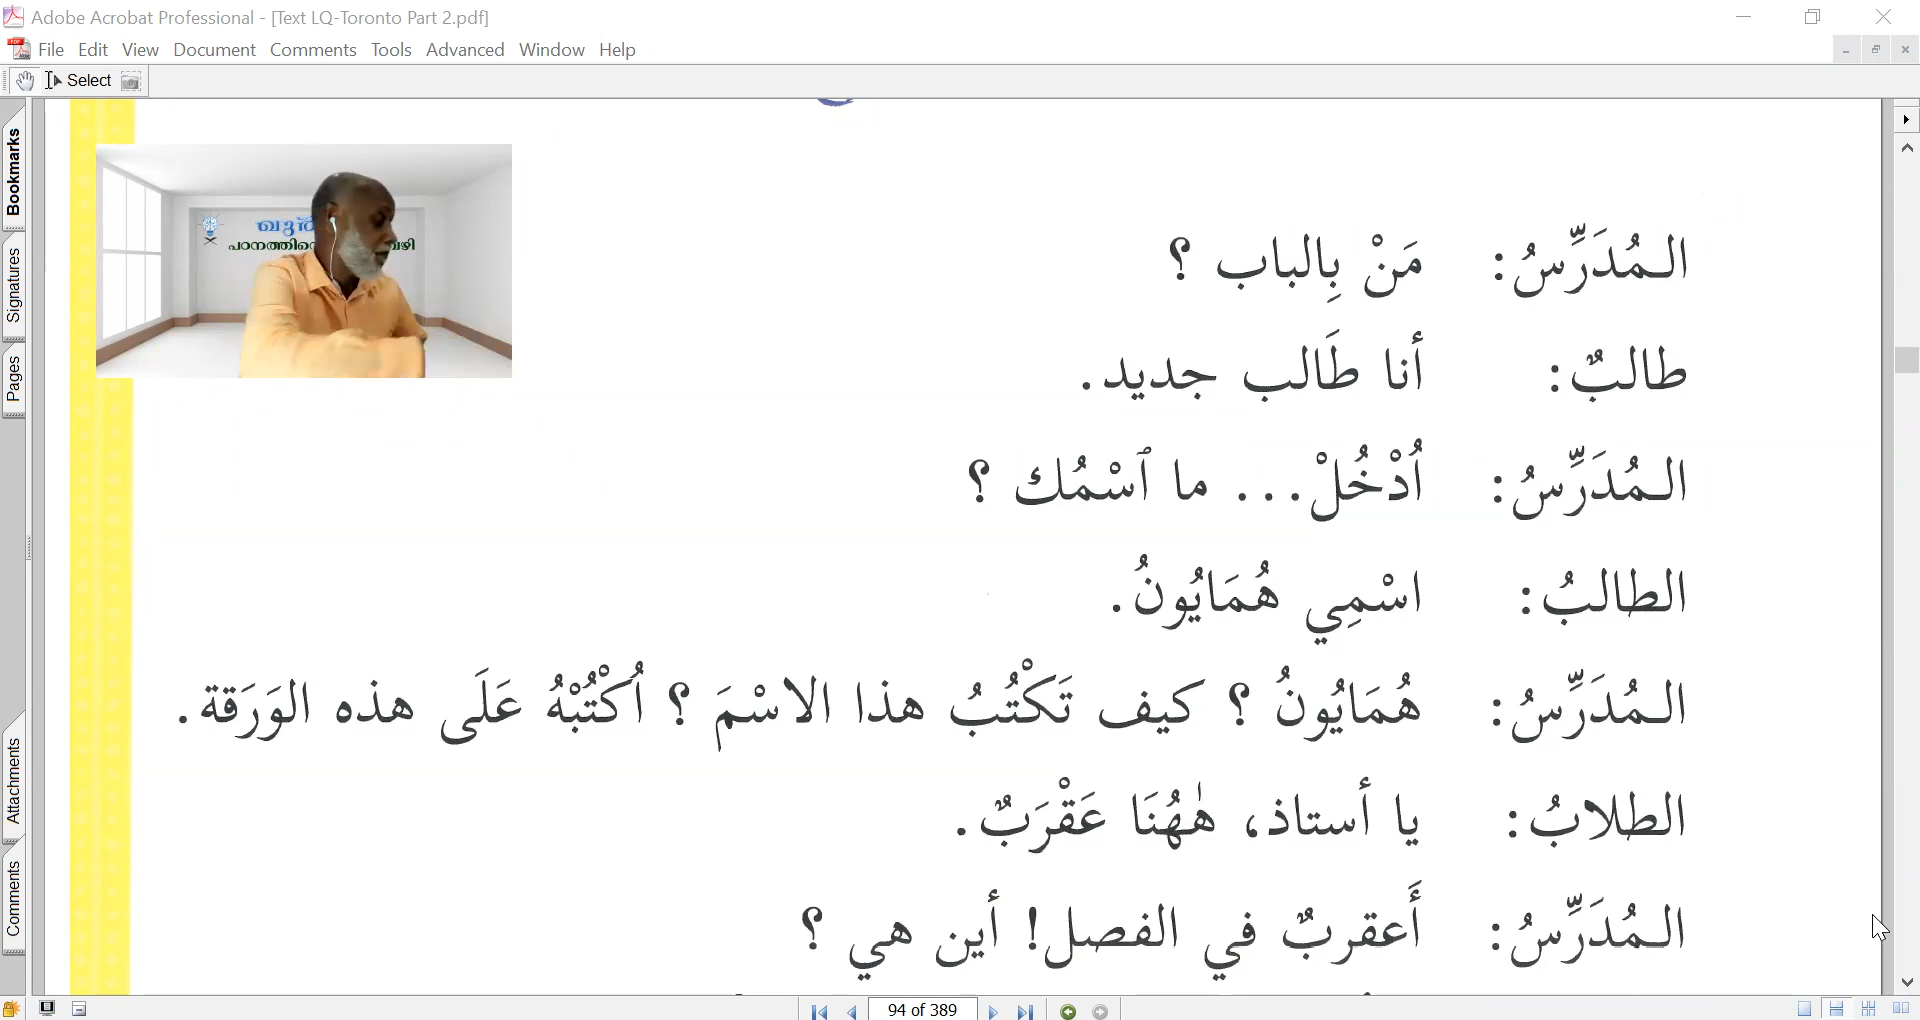 Adobe Acrobat Professional - [Text LQ-Toronto Part 2.pdf]
File Edit View Document Comments Tools Advanced Window Help
Select
Bookmarks
Signatures
Pages
Attachments
Comments
المُدَرِّسُ: مَنْ بِالباب ؟
طالبٌ: أنا طَالب جديد.
المُدَرِّسُ: اُدْخُلْ... ما ٱسْمُك ؟
الطالبُ: اسْمِي هُمَايُونُ.
المُدَرِّسُ: هُمَايُونُ ؟ كيف تَكْتُبُ هذا الاسْمَ ؟ اُكْتُبْهُ عَلَى هذه الوَرَقة.
الطلابُ: يا أستاذ، هٰهُنَا عَقْرَبٌ.
المُدَرِّسُ: أَعقربٌ في الفصل! أين هي ؟
94 of 389